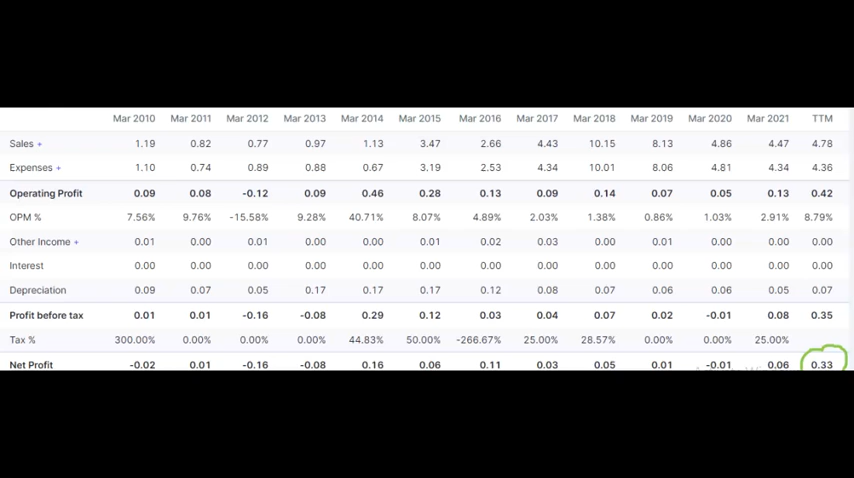 Mar 2010 Mar 2011 Mar 2012 Mar 2013 Mar 2014 Mar 2015 Mar 2016 Mar 2017 Mar 2018 Mar 2019 Mar 2020 Mar 2021 TTM
Sales + 1.19 0.82 0.77 0.97 1.13 3.47 2.66 4.43 10.15 8.13 4.86 4.47 4.78
Expenses + 1.10 0.74 0.89 0.88 0.67 3.19 2.53 4.34 10.01 8.06 4.81 4.34 4.36
Operating Profit 0.09 0.08 -0.12 0.09 0.46 0.28 0.13 0.09 0.14 0.07 0.05 0.13 0.42
OPM % 7.56% 9.76% -15.58% 9.28% 40.71% 8.07% 4.89% 2.03% 1.38% 0.86% 1.03% 2.91% 8.79%
Other Income + 0.01 0.00 0.01 0.00 0.00 0.01 0.02 0.03 0.00 0.01 0.00 0.00 0.00
Interest 0.00 0.00 0.00 0.00 0.00 0.00 0.00 0.00 0.00 0.00 0.00 0.00 0.00
Depreciation 0.09 0.07 0.05 0.17 0.17 0.17 0.12 0.08 0.07 0.06 0.06 0.05 0.07
Profit before tax 0.01 0.01 -0.16 -0.08 0.29 0.12 0.03 0.04 0.07 0.02 -0.01 0.08 0.35
Tax % 300.00% 0.00% 0.00% 0.00% 44.83% 50.00% -266.67% 25.00% 28.57% 0.00% 0.00% 25.00%
Net Profit -0.02 0.01 -0.16 -0.08 0.16 0.06 0.11 0.03 0.05 0.01 -0.01 0.06 0.33